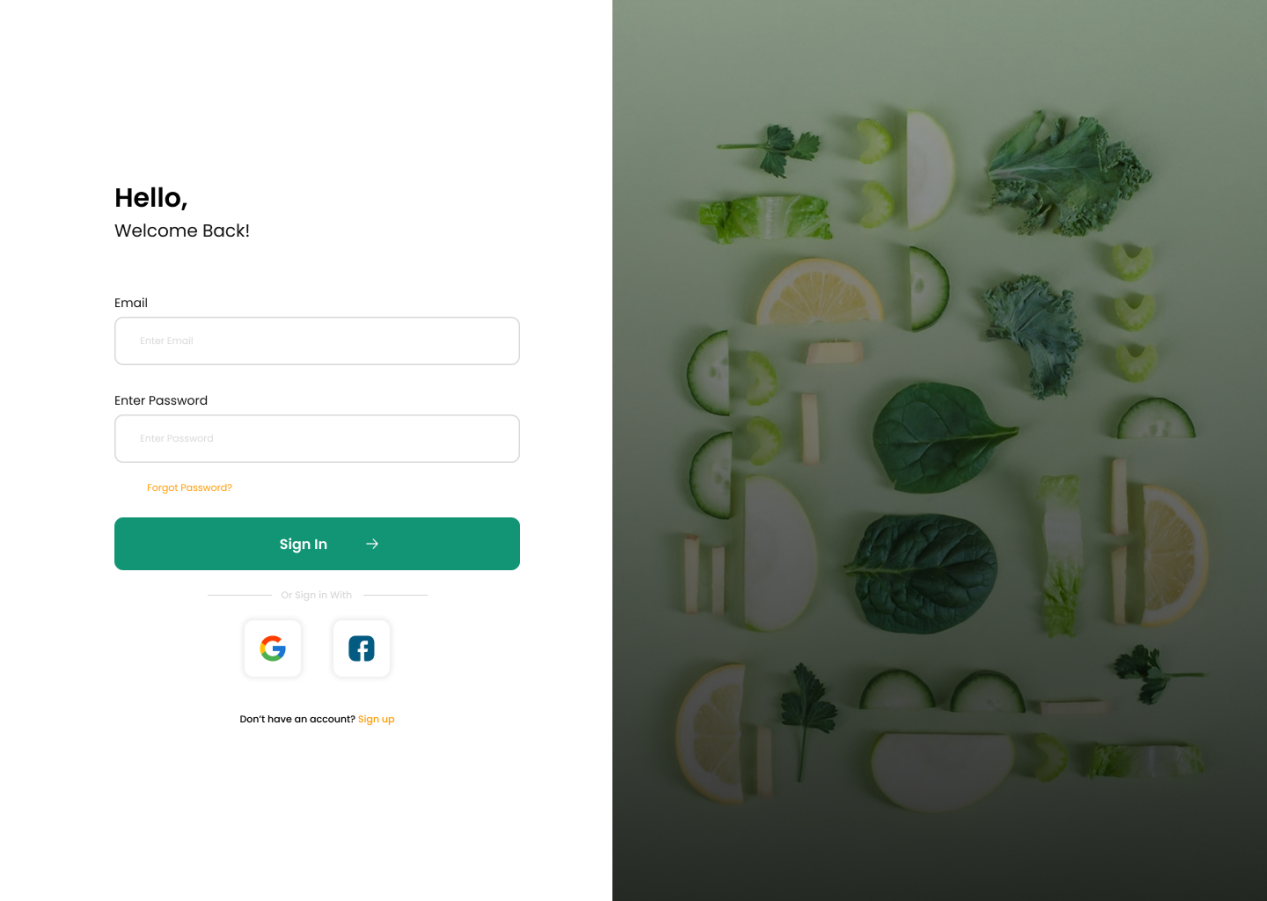 Hello,
Welcome Back!
Email
Enter Email
Enter Password
Enter Password
Forgot Password?
Sign In
Or Sign in With
Don't have an account? Sign up